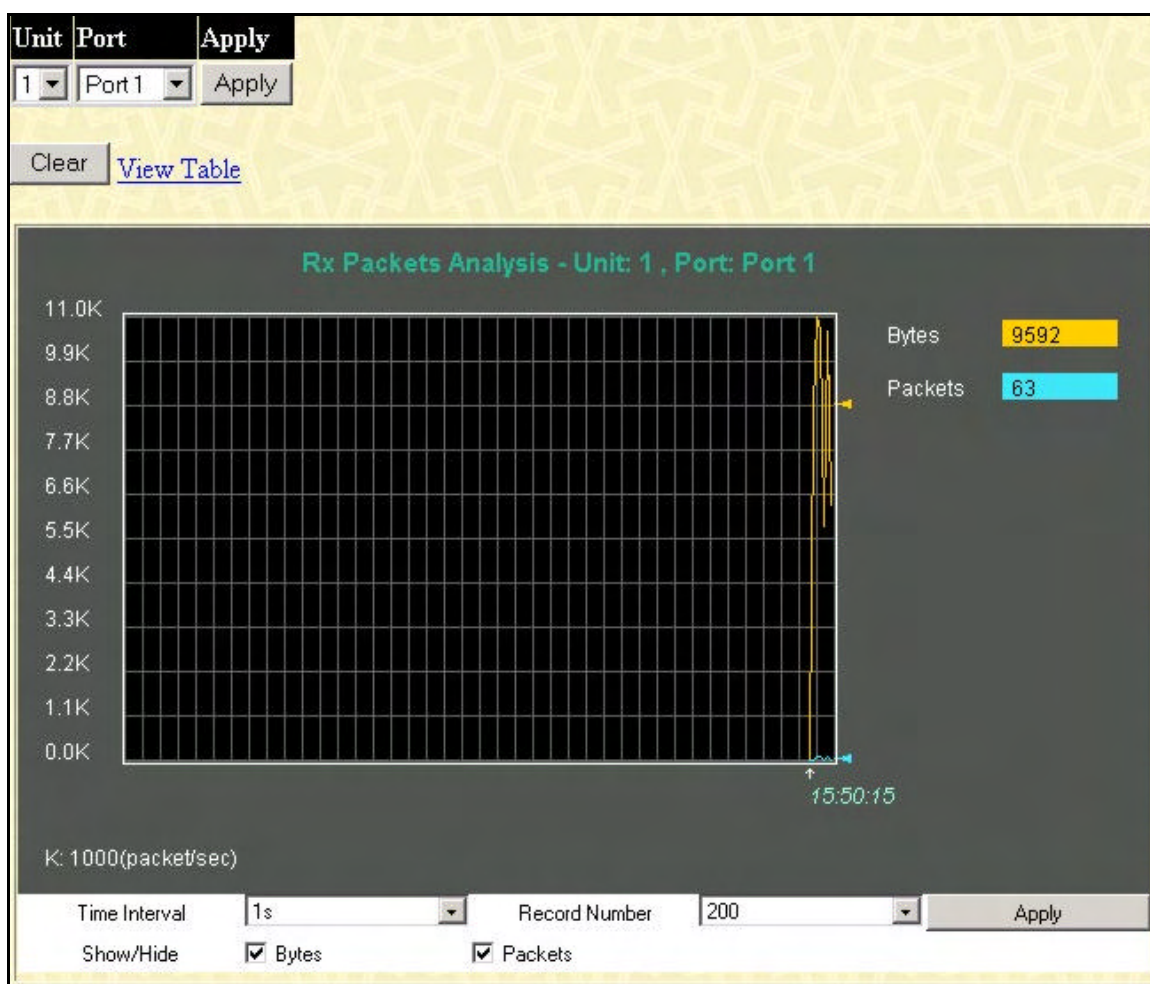 Unit Port Apply
1 Port 1 Apply
Clear View Table
Rx Packets Analysis - Unit: 1 , Port: Port 1
11.0K
9.9K
8.8K
7.7K
6.6K
5.5K
4.4K
3.3K
2.2K
1.1K
0.0K
Bytes 9592
Packets 63
15:50:15
K: 1000(packet/sec)
Time Interval 1s Record Number 200 Apply
Show/Hide Bytes Packets